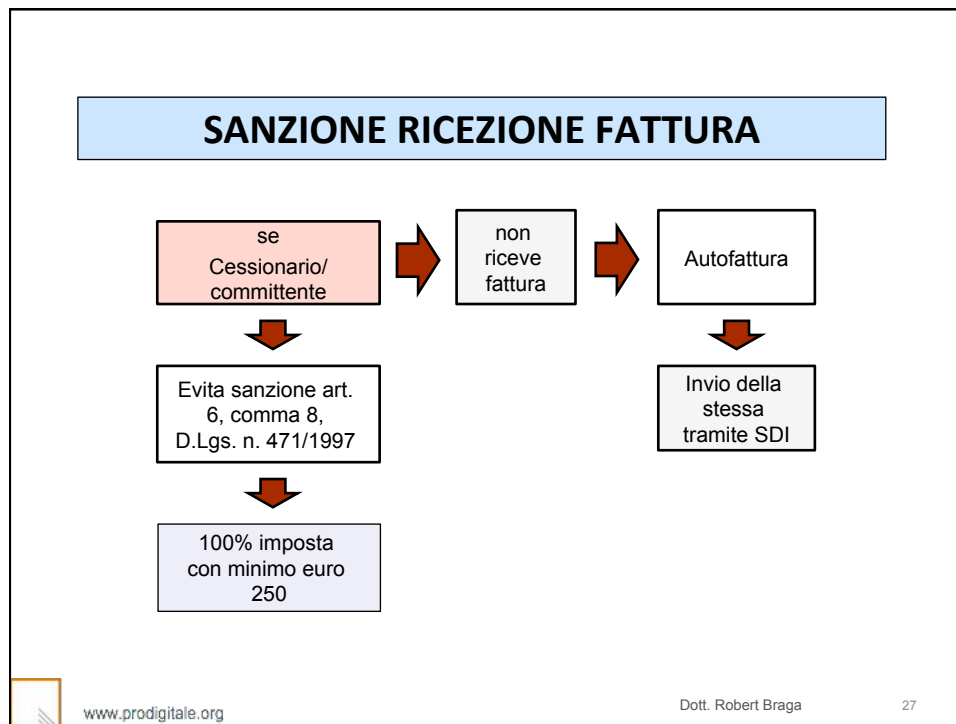 SANZIONE RICEZIONE FATTURA
se
Cessionario/
committente
non
riceve
fattura
Autofattura
Evita sanzione art.
6, comma 8,
D.Lgs. n. 471/1997
Invio della
stessa
tramite SDI
100% imposta
con minimo euro
250
www.prodigitale.org
Dott. Robert Braga
27